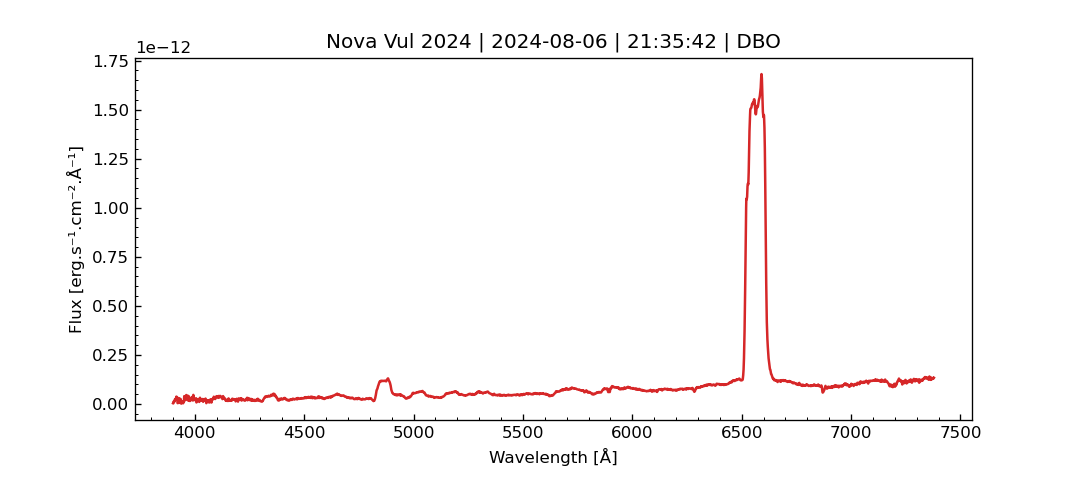 Nova Vul 2024 | 2024-08-06 | 21:35:42 | DBO
1e−12
1.75
1.50
1.25
1.00
0.75
0.50
0.25
0.00
Flux [erg.s⁻¹.cm⁻².Å⁻¹]
4000 4500 5000 5500 6000 6500 7000 7500
Wavelength [Å]